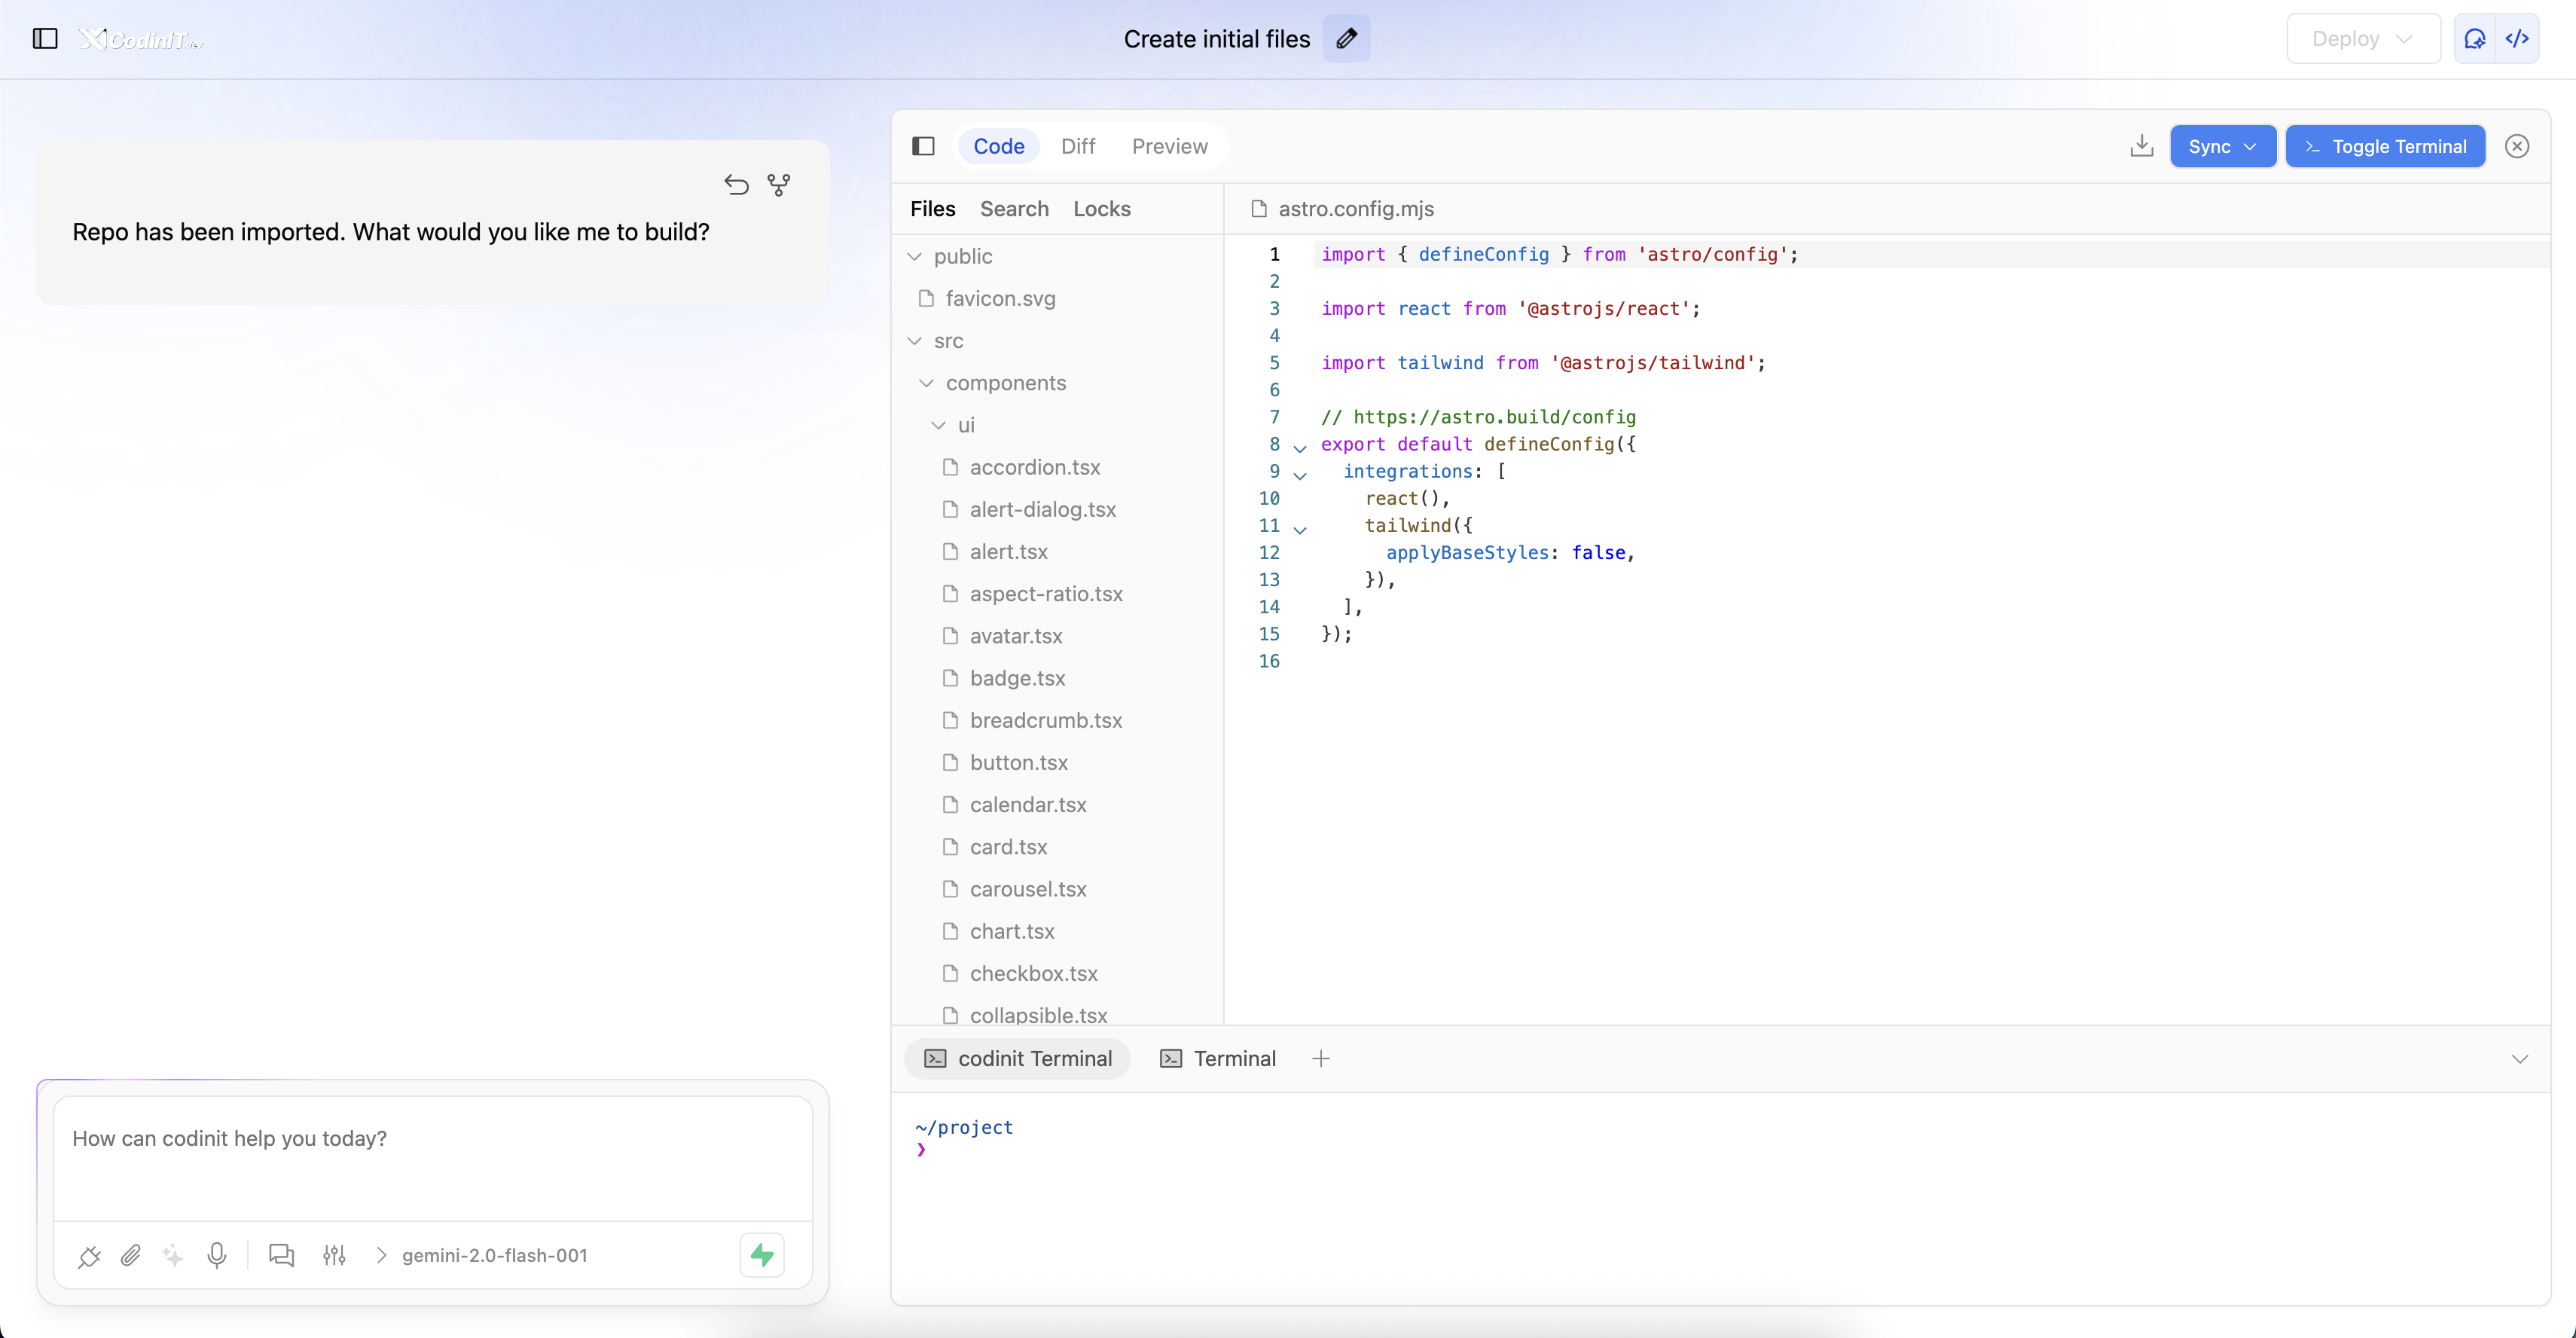 CodinIT.dev
Create initial files
Deploy
Repo has been imported. What would you like me to build?
How can codinit help you today?
gemini-2.0-flash-001
Code Diff Preview
Sync
Toggle Terminal
Files Search Locks
public
favicon.svg
src
components
ui
accordion.tsx
alert-dialog.tsx
alert.tsx
aspect-ratio.tsx
avatar.tsx
badge.tsx
breadcrumb.tsx
button.tsx
calendar.tsx
card.tsx
carousel.tsx
chart.tsx
checkbox.tsx
collapsible.tsx
astro.config.mjs
1 import { defineConfig } from 'astro/config';
2
3 import react from '@astrojs/react';
4
5 import tailwind from '@astrojs/tailwind';
6
7 // https://astro.build/config
8 export default defineConfig({
9 integrations: [
10 react(),
11 tailwind({
12 applyBaseStyles: false,
13 }),
14 ],
15 });
16
codinit Terminal
Terminal
~/project
❯